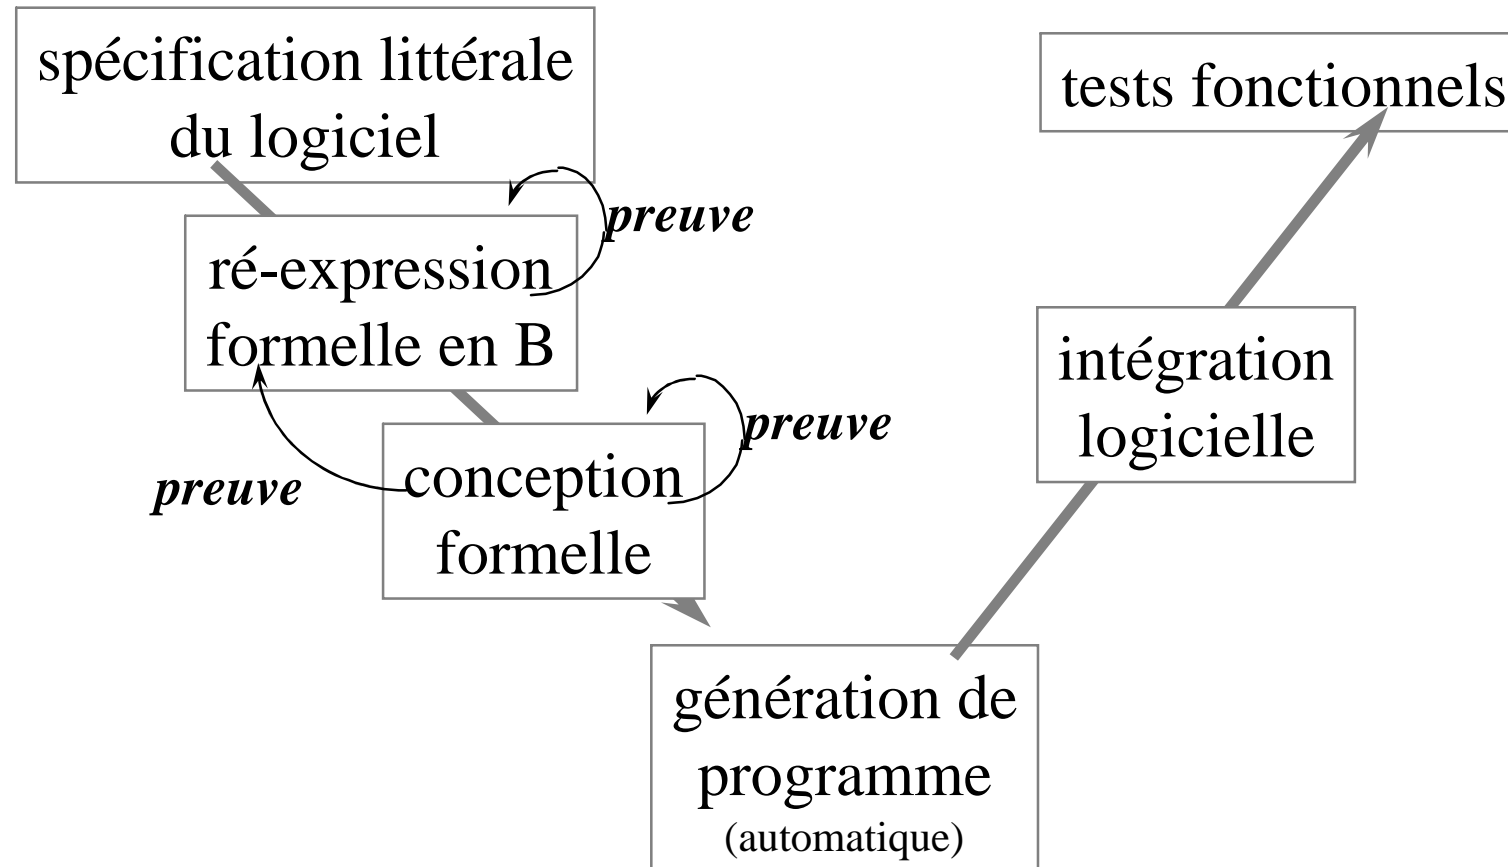 spécification littérale
du logiciel
tests fonctionnels
preuve
ré-expression
formelle en B
preuve
preuve
conception
formelle
intégration
logicielle
génération de
programme
(automatique)